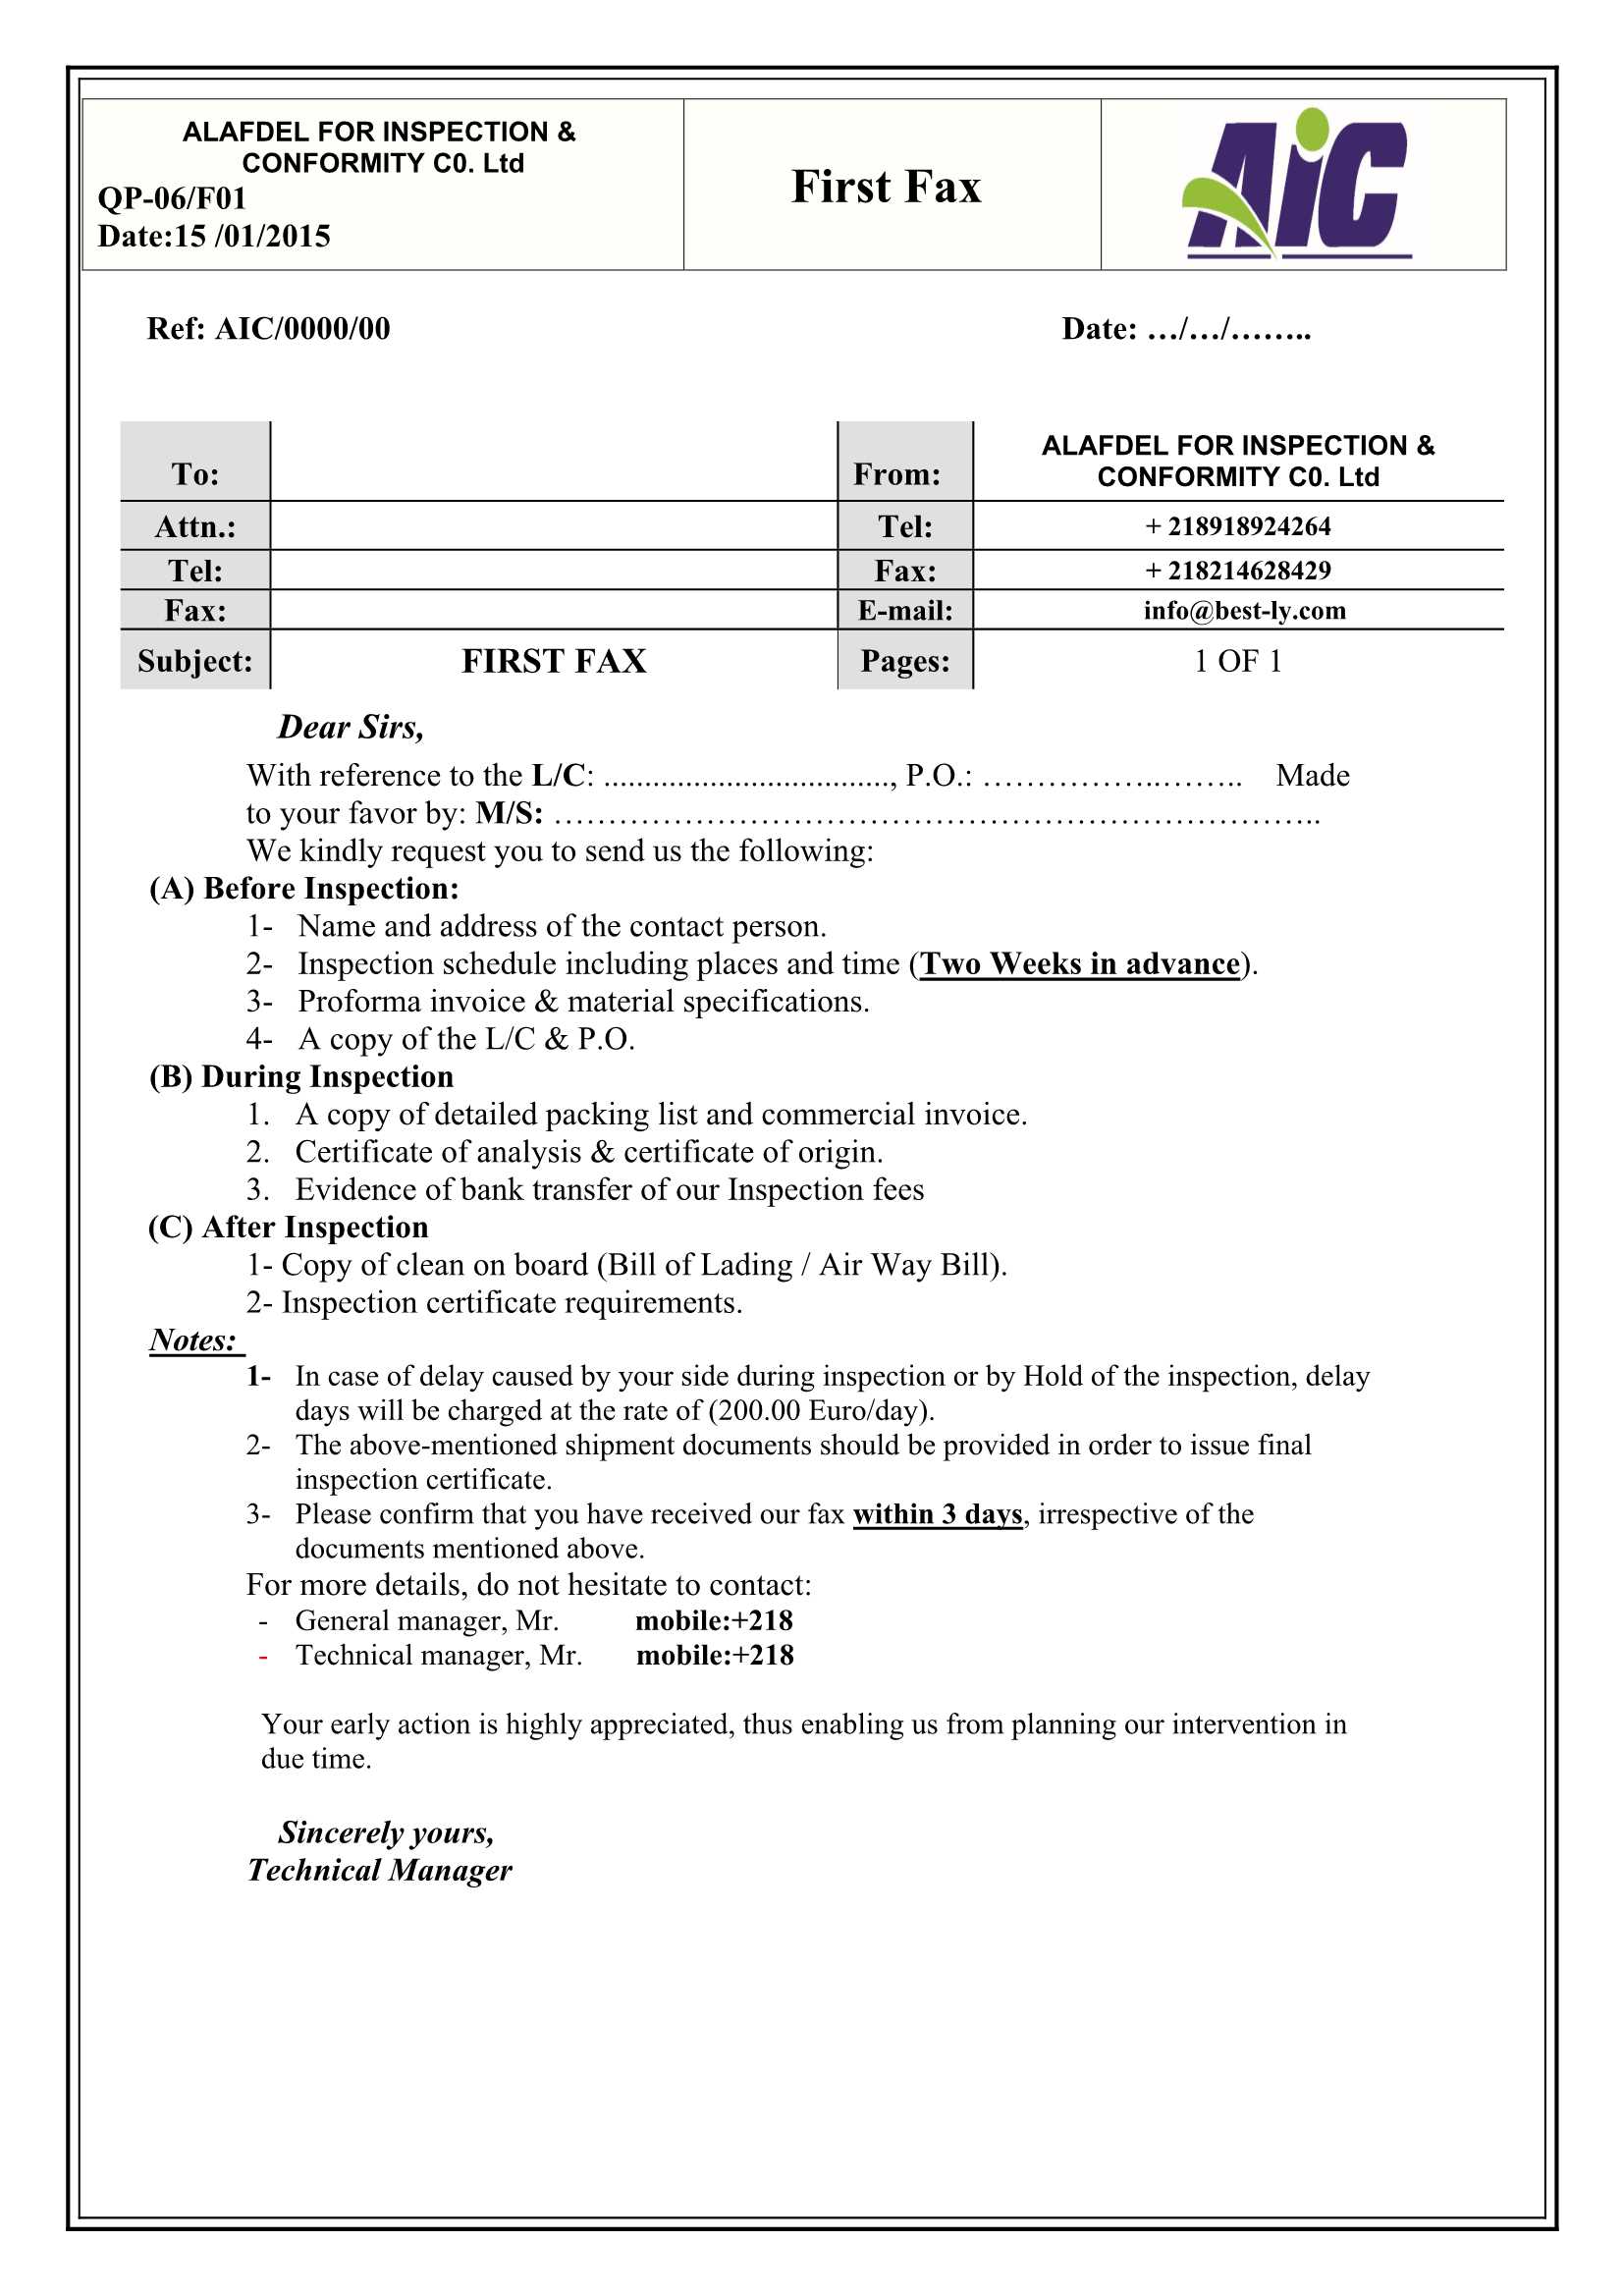 ALAFDEL FOR INSPECTION &
CONFORMITY C0. Ltd
QP-06/F01
Date:15 /01/2015
First Fax
AiC
Ref: AIC/0000/00 Date: …/…/……..
To: From: ALAFDEL FOR INSPECTION &
CONFORMITY C0. Ltd
Attn.: Tel: + 218918924264
Tel: Fax: + 218214628429
Fax: E-mail: info@best-ly.com
Subject: FIRST FAX Pages: 1 OF 1
Dear Sirs,
With reference to the L/C: ..................................., P.O.: ……………..…….. Made
to your favor by: M/S: ……………………………………………………………..
We kindly request you to send us the following:
(A) Before Inspection:
1- Name and address of the contact person.
2- Inspection schedule including places and time (Two Weeks in advance).
3- Proforma invoice & material specifications.
4- A copy of the L/C & P.O.
(B) During Inspection
1. A copy of detailed packing list and commercial invoice.
2. Certificate of analysis & certificate of origin.
3. Evidence of bank transfer of our Inspection fees
(C) After Inspection
1- Copy of clean on board (Bill of Lading / Air Way Bill).
2- Inspection certificate requirements.
Notes:
1- In case of delay caused by your side during inspection or by Hold of the inspection, delay
days will be charged at the rate of (200.00 Euro/day).
2- The above-mentioned shipment documents should be provided in order to issue final
inspection certificate.
3- Please confirm that you have received our fax within 3 days, irrespective of the
documents mentioned above.
For more details, do not hesitate to contact:
- General manager, Mr. mobile:+218
- Technical manager, Mr. mobile:+218
Your early action is highly appreciated, thus enabling us from planning our intervention in
due time.
Sincerely yours,
Technical Manager